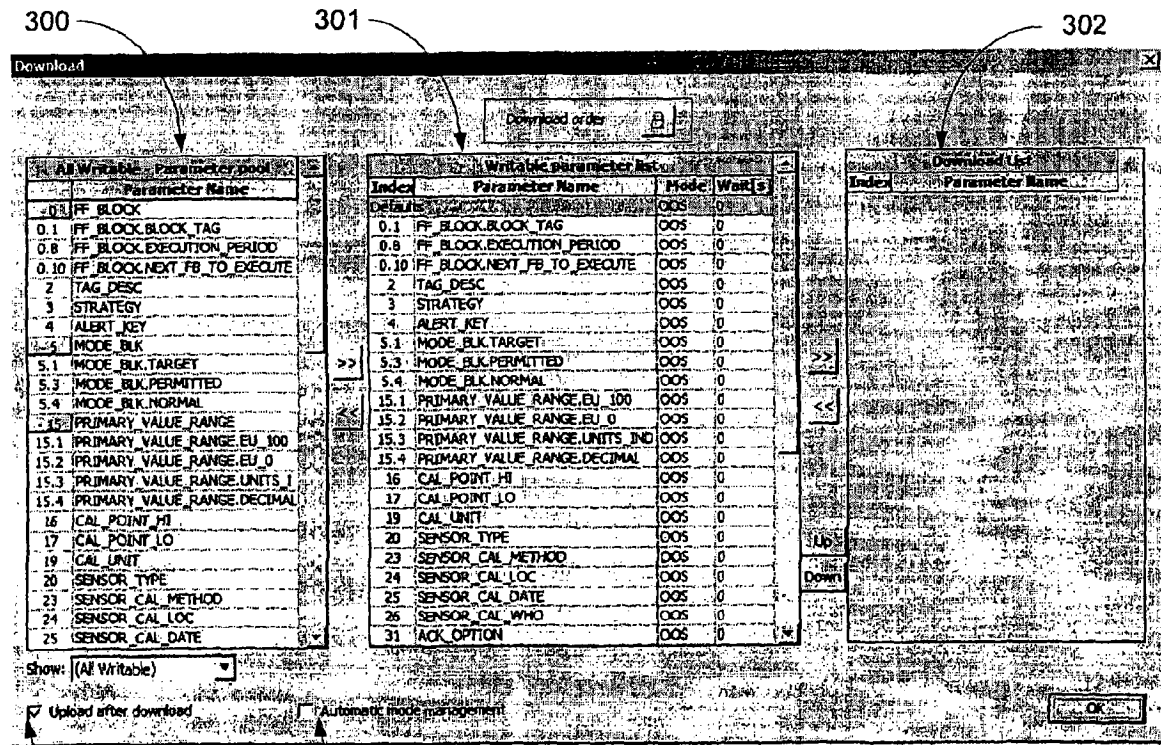 300
301
302
Download
Download order
All Writable - Parameter pool
Parameter Name
0 FF_BLOCK
0.1 FF_BLOCK.BLOCK_TAG
0.8 FF_BLOCK.EXECUTION_PERIOD
0.10 FF_BLOCK.NEXT_FB_TO_EXECUTE
2 TAG_DESC
3 STRATEGY
4 ALERT_KEY
5 MODE_BLK
5.1 MODE_BLK.TARGET
5.3 MODE_BLK.PERMITTED
5.4 MODE_BLK.NORMAL
15 PRIMARY_VALUE_RANGE
15.1 PRIMARY_VALUE_RANGE.EU_100
15.2 PRIMARY_VALUE_RANGE.EU_0
15.3 PRIMARY_VALUE_RANGE.UNITS_I
15.4 PRIMARY_VALUE_RANGE.DECIMAL
16 CAL_POINT_HI
17 CAL_POINT_LO
19 CAL_UNIT
20 SENSOR_TYPE
23 SENSOR_CAL_METHOD
24 SENSOR_CAL_LOC
25 SENSOR_CAL_DATE
Show: (All Writable)
Upload after download
>>
<<
Writable parameter list
Index Parameter Name Mode Wait[s]
Defaults OOS 0
0.1 FF_BLOCK.BLOCK_TAG OOS 0
0.8 FF_BLOCK.EXECUTION_PERIOD OOS 0
0.10 FF_BLOCK.NEXT_FB_TO_EXECUTE OOS 0
2 TAG_DESC OOS 0
3 STRATEGY OOS 0
4 ALERT_KEY OOS 0
5.1 MODE_BLK.TARGET OOS 0
5.3 MODE_BLK.PERMITTED OOS 0
5.4 MODE_BLK.NORMAL OOS 0
15.1 PRIMARY_VALUE_RANGE.EU_100 OOS 0
15.2 PRIMARY_VALUE_RANGE.EU_0 OOS 0
15.3 PRIMARY_VALUE_RANGE.UNITS_IND OOS 0
15.4 PRIMARY_VALUE_RANGE.DECIMAL OOS 0
16 CAL_POINT_HI OOS 0
17 CAL_POINT_LO OOS 0
19 CAL_UNIT OOS 0
20 SENSOR_TYPE OOS 0
23 SENSOR_CAL_METHOD OOS 0
24 SENSOR_CAL_LOC OOS 0
25 SENSOR_CAL_DATE OOS 0
26 SENSOR_CAL_WHO OOS 0
31 ACK_OPTION OOS 0
Automatic mode management
>>
<<
Up
Down
Download List
Index Parameter Name
OK